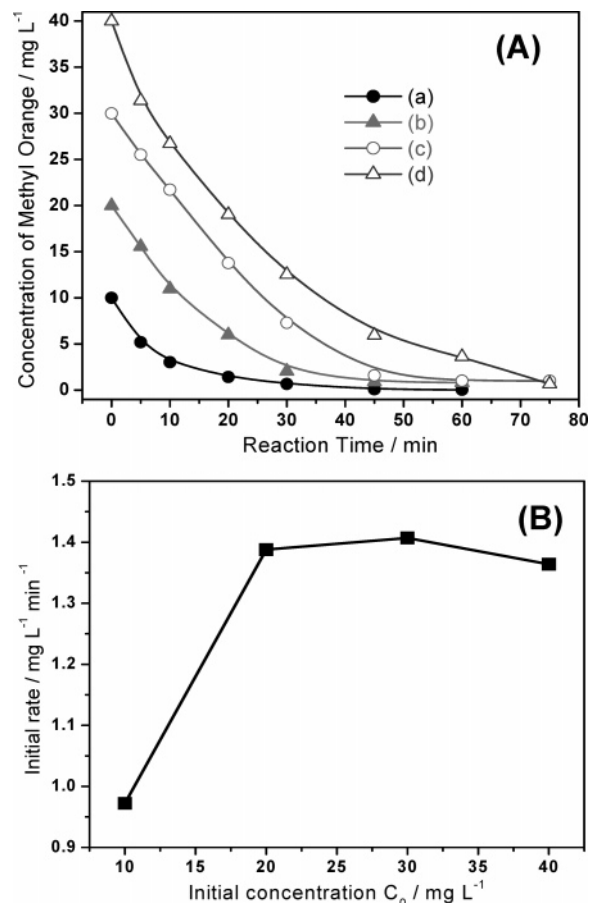 (A)
(a)
(b)
(c)
(d)
40
35
30
25
20
15
10
5
0
Concentration of Methyl Orange / mg L⁻¹
0 10 20 30 40 50 60 70 80
Reaction Time / min
(B)
1.5
1.4
1.3
1.2
1.1
1.0
0.9
Initial rate / mg L⁻¹ min⁻¹
10 15 20 25 30 35 40
Initial concentration C₀ / mg L⁻¹